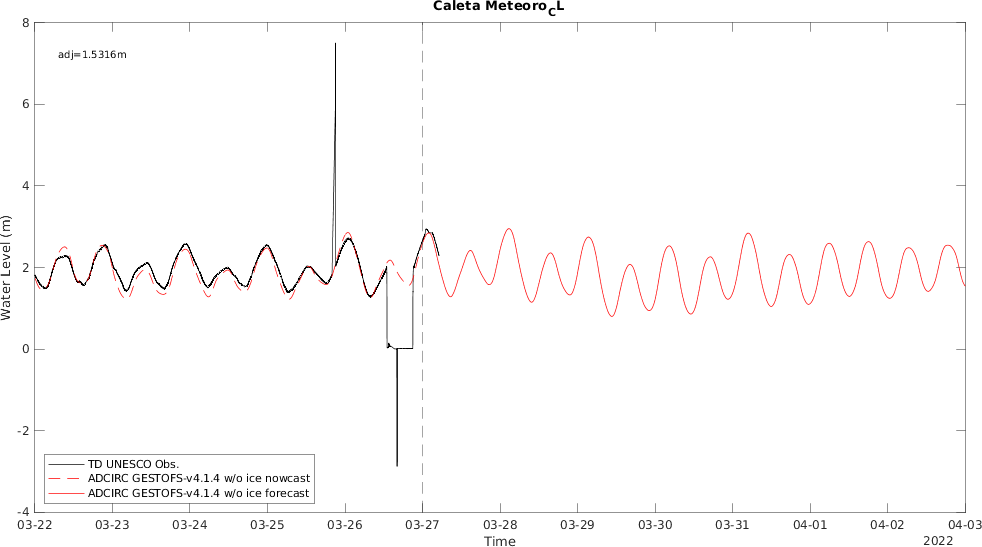 Caleta Meteoro_CL
8
adj=1.5316m
6
4
2
0
-2
-4
Water Level (m)
TD UNESCO Obs.
ADCIRC GESTOFS-v4.1.4 w/o ice nowcast
ADCIRC GESTOFS-v4.1.4 w/o ice forecast
03-22 03-23 03-24 03-25 03-26 03-27 03-28 03-29 03-30 03-31 04-01 04-02 04-03
Time
2022